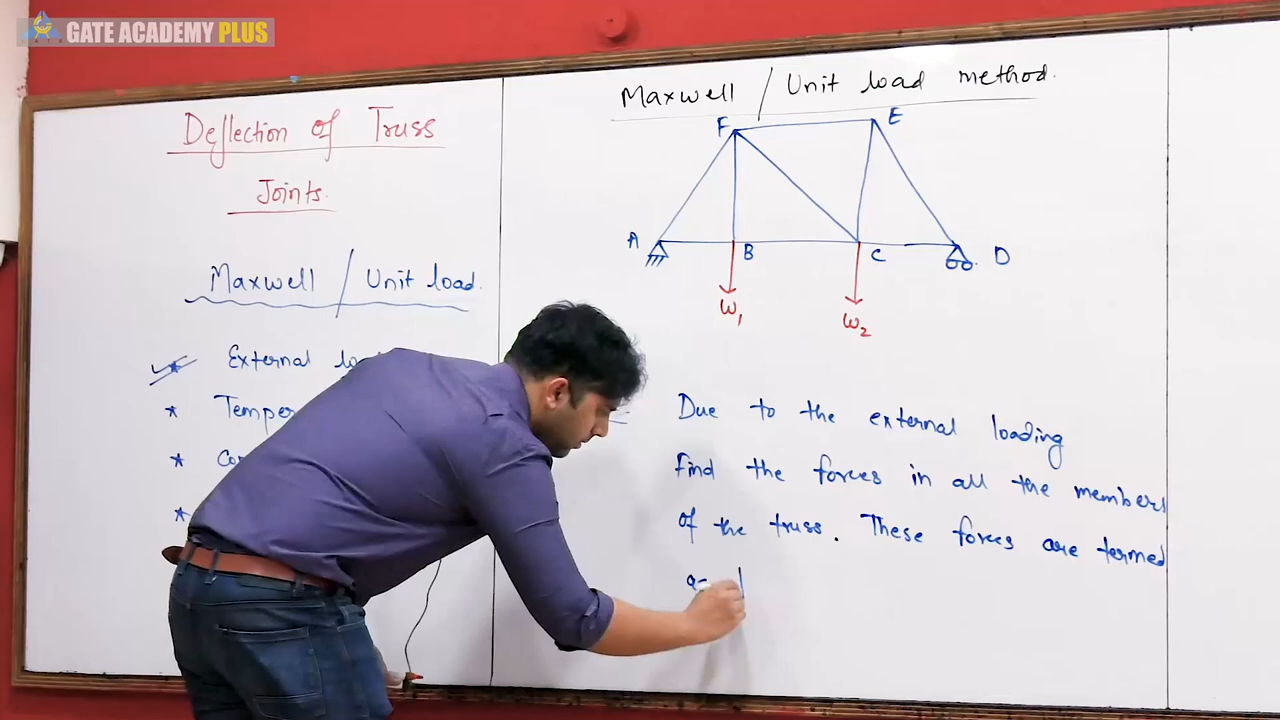 GATE ACADEMY PLUS
Deflection of Truss
Joints.
Maxwell / Unit load.
External
Maxwell / Unit load method.
F E
A B C D
W1 W2
Due to the external loading
Find the forces in all the members
of the truss. These forces are termed
as